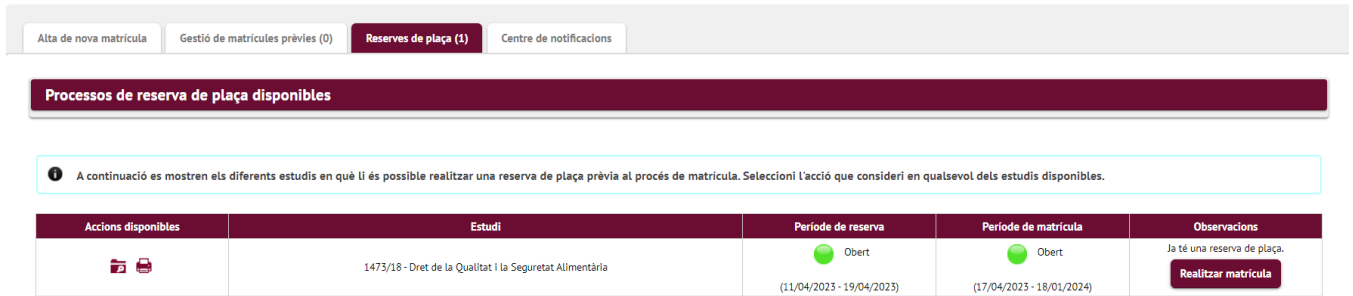 Alta de nova matrícula Gestió de matrícules prèvies (0) Reserves de plaça (1) Centre de notificacions
Processos de reserva de plaça disponibles
A continuació es mostren els diferents estudis en què li és possible realitzar una reserva de plaça prèvia al procés de matrícula. Seleccioni l'acció que consideri en qualsevol dels estudis disponibles.
Accions disponibles Estudi Període de reserva Període de matrícula Observacions
Obert Obert Ja té una reserva de plaça.
1473/18 - Dret de la Qualitat i la Seguretat Alimentària Realitzar matrícula
(11/04/2023 - 19/04/2023) (17/04/2023 - 18/01/2024)